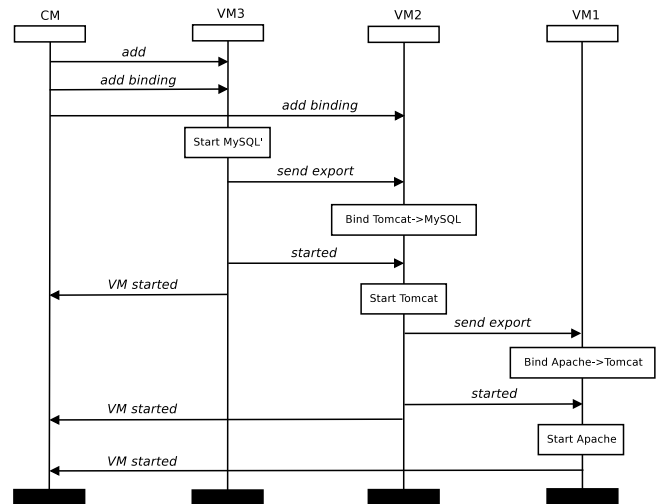 CM VM3 VM2 VM1
add
add binding
add binding
Start MySQL'
send export
Bind Tomcat->MySQL
started
VM started
Start Tomcat
send export
Bind Apache->Tomcat
started
VM started
Start Apache
VM started